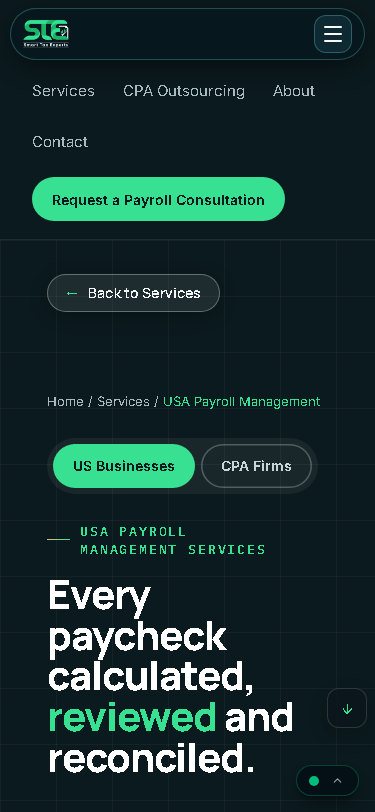 STE
Smart Tax Experts
Services CPA Outsourcing About
Contact
Request a Payroll Consultation
← Back to Services
Home / Services / USA Payroll Management
US Businesses CPA Firms
USA PAYROLL
MANAGEMENT SERVICES
Every
paycheck
calculated,
reviewed and
reconciled.